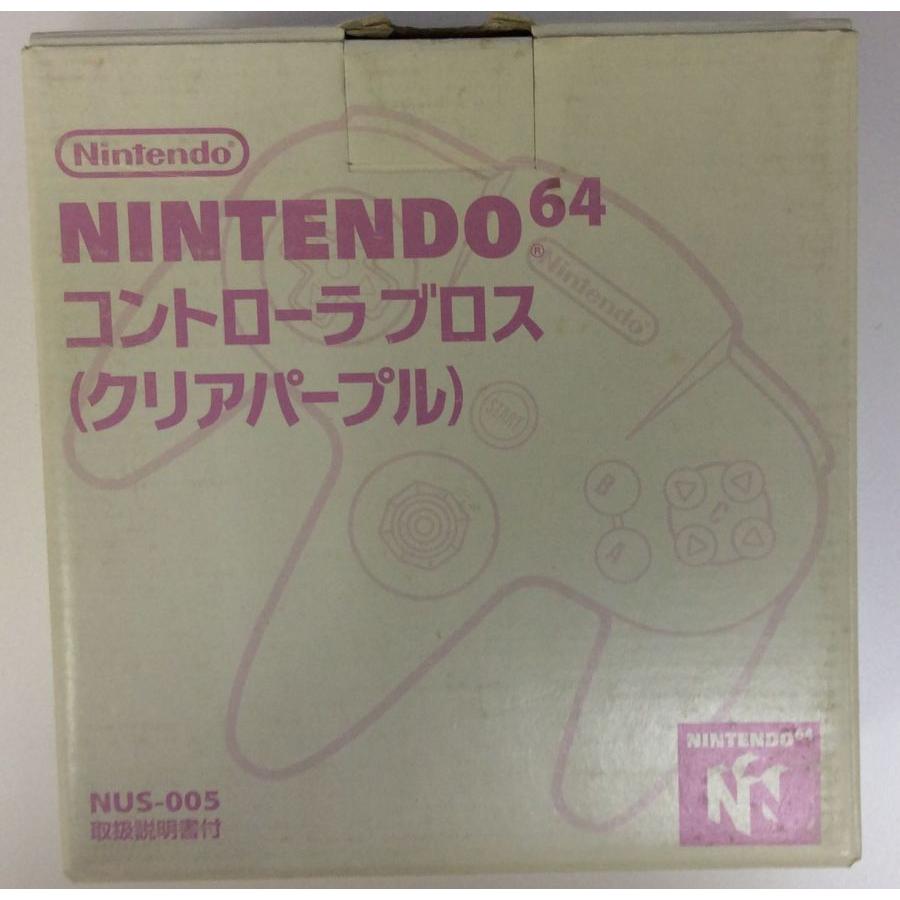 Nintendo®
NINTENDO64®
コントローラ ブロス
(クリアパープル)
Nintendo®
START
B
A
C
NUS-005
取扱説明書付
NINTENDO64